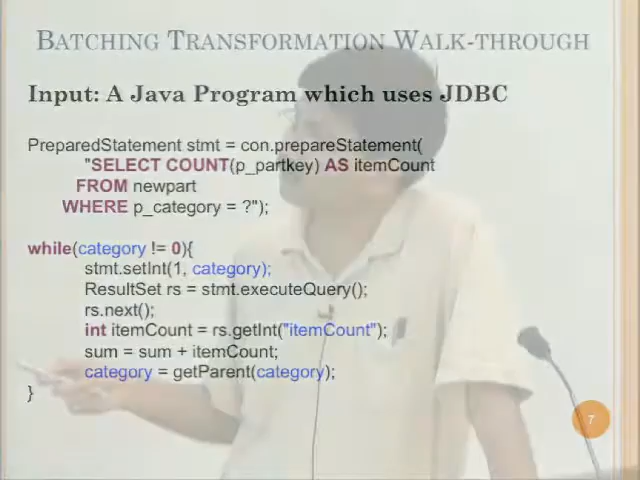 BATCHING TRANSFORMATION WALK-THROUGH
Input: A Java Program which uses JDBC
PreparedStatement stmt = con.prepareStatement(
"SELECT COUNT(p_partkey) AS itemCount
FROM newpart
WHERE p_category = ?");
while(category != 0){
stmt.setInt(1, category);
ResultSet rs = stmt.executeQuery();
rs.next();
int itemCount = rs.getInt("itemCount");
sum = sum + itemCount;
category = getParent(category);
}
7